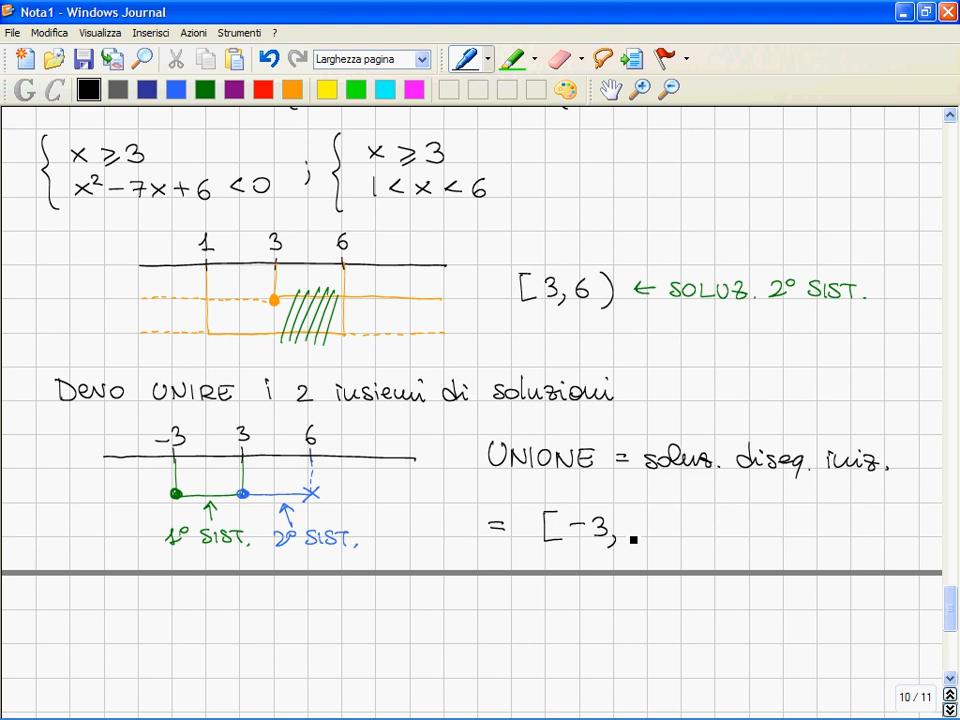 Nota1 - Windows Journal
File Modifica Visualizza Inserisci Azioni Strumenti ?
Larghezza pagina
G C
{ x ⩾ 3 ; { x ⩾ 3
x² - 7x + 6 < 0 1 < x < 6
1 3 6
[3,6) ← SOLUZ. 2° SIST.
DEVO UNIRE i 2 insiemi di soluzioni
-3 3 6
UNIONE = soluz. diseq. iniz.
1° SIST. 2° SIST.
= [-3,
10 / 11